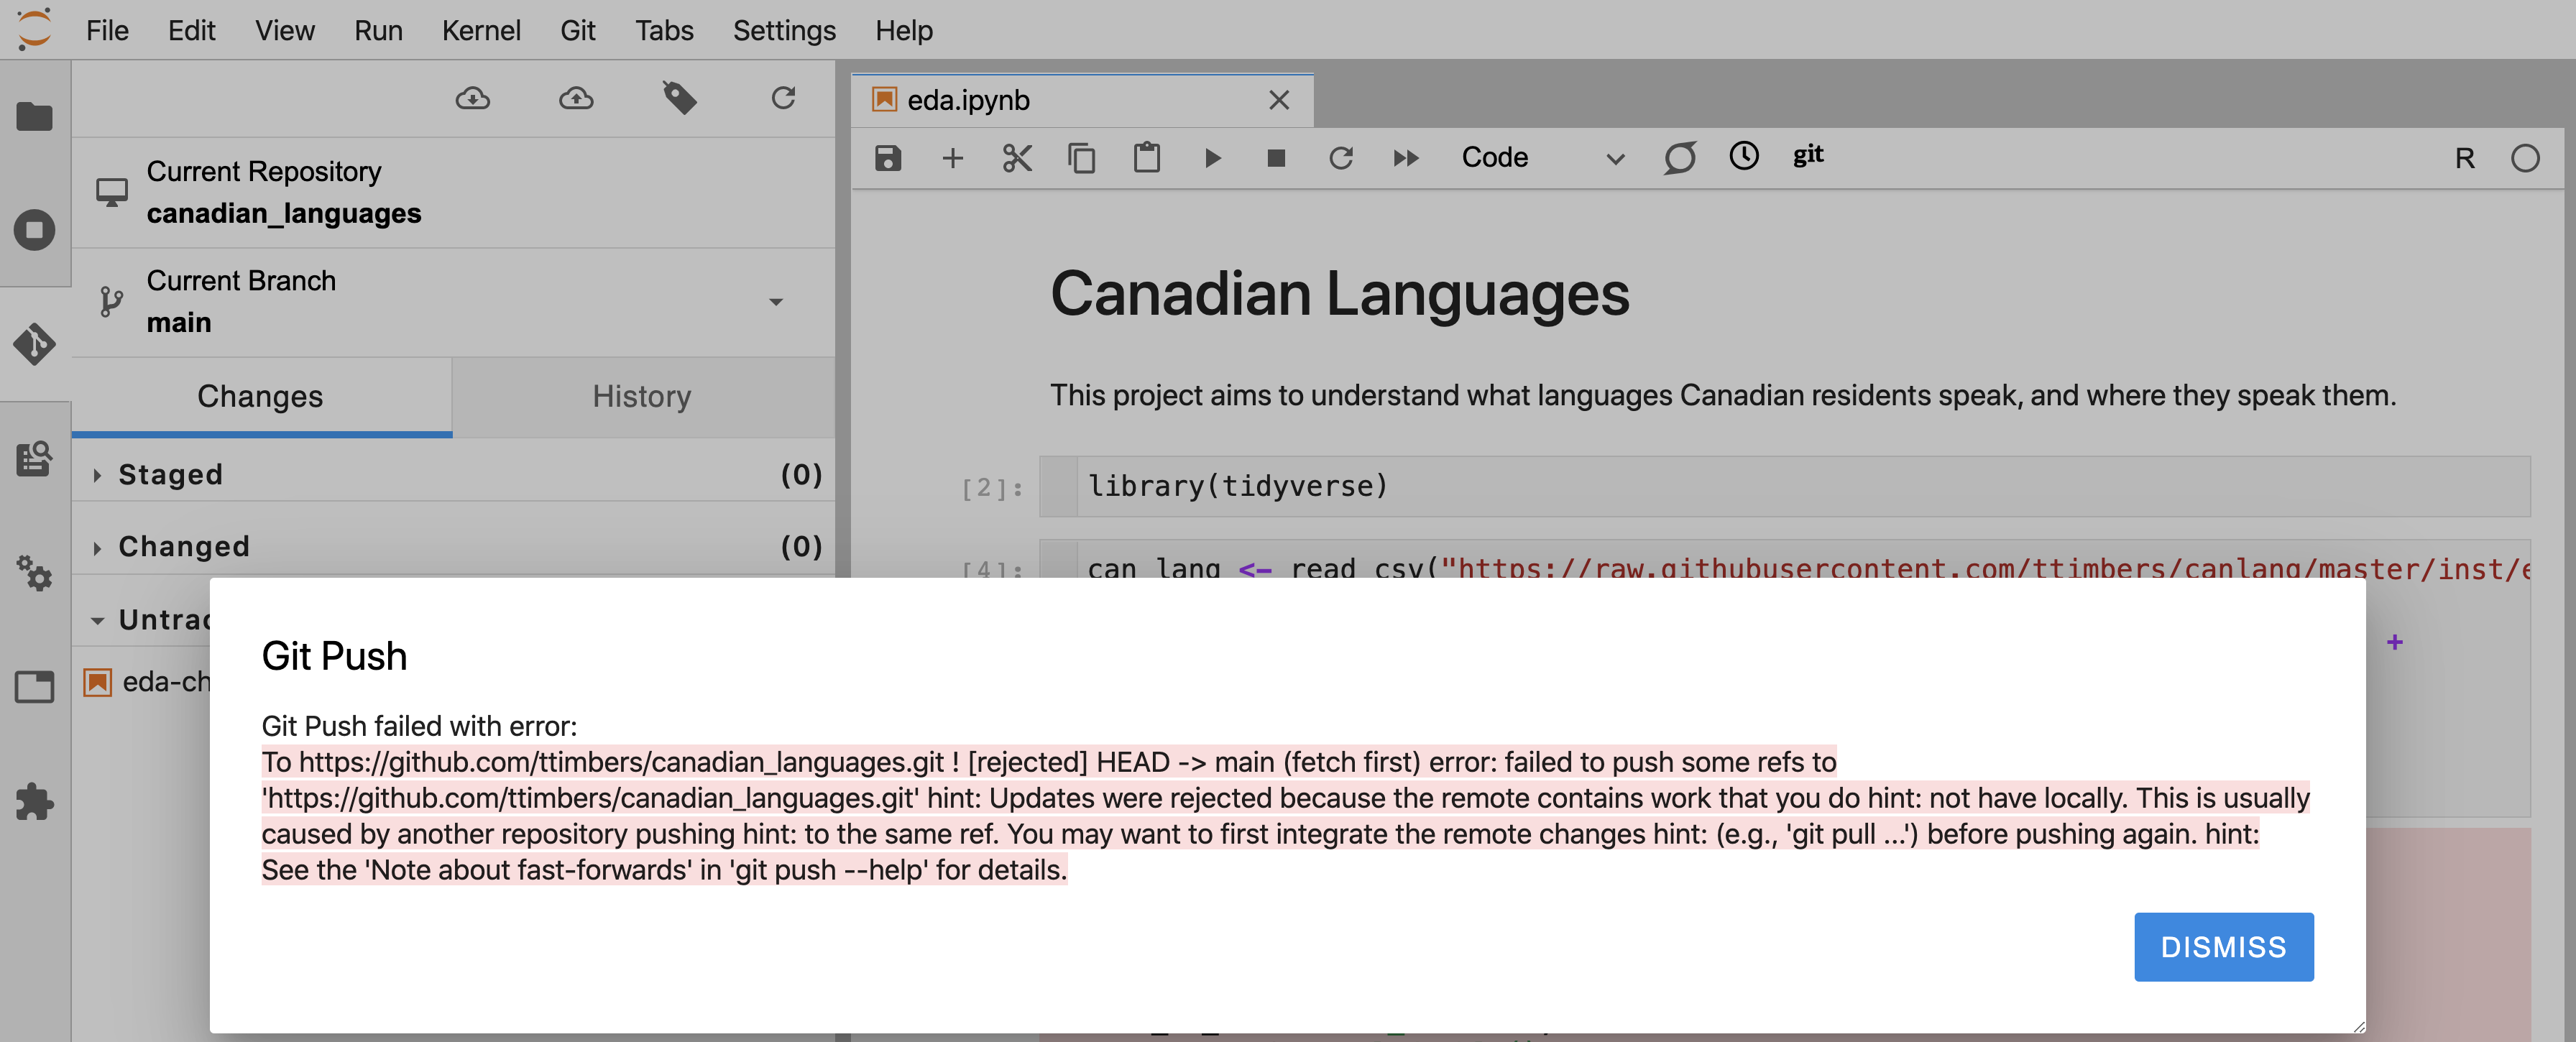 File Edit View Run Kernel Git Tabs Settings Help
Current Repository
canadian_languages
Current Branch
main
Changes History
Staged (0)
Changed (0)
eda.ipynb
Code git R
Canadian Languages
This project aims to understand what languages Canadian residents speak, and where they speak them.
[2]: library(tidyverse)
[4]: can_lang <- read_csv("https://raw.githubusercontent.com/ttimbers/canlang/master/inst/
+
Git Push
Git Push failed with error:
To https://github.com/ttimbers/canadian_languages.git ! [rejected] HEAD -> main (fetch first) error: failed to push some refs to
'https://github.com/ttimbers/canadian_languages.git' hint: Updates were rejected because the remote contains work that you do hint: not have locally. This is usually
caused by another repository pushing hint: to the same ref. You may want to first integrate the remote changes hint: (e.g., 'git pull ...') before pushing again. hint:
See the 'Note about fast-forwards' in 'git push --help' for details.
DISMISS